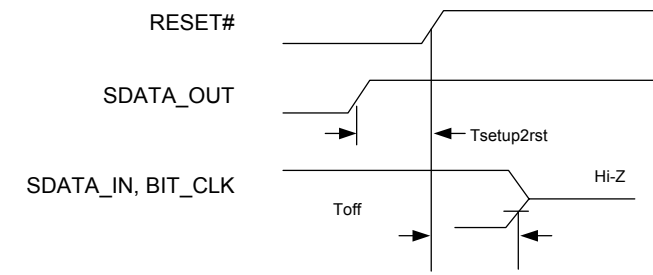 RESET#
SDATA_OUT
Tsetup2rst
SDATA_IN, BIT_CLK
Hi-Z
Toff